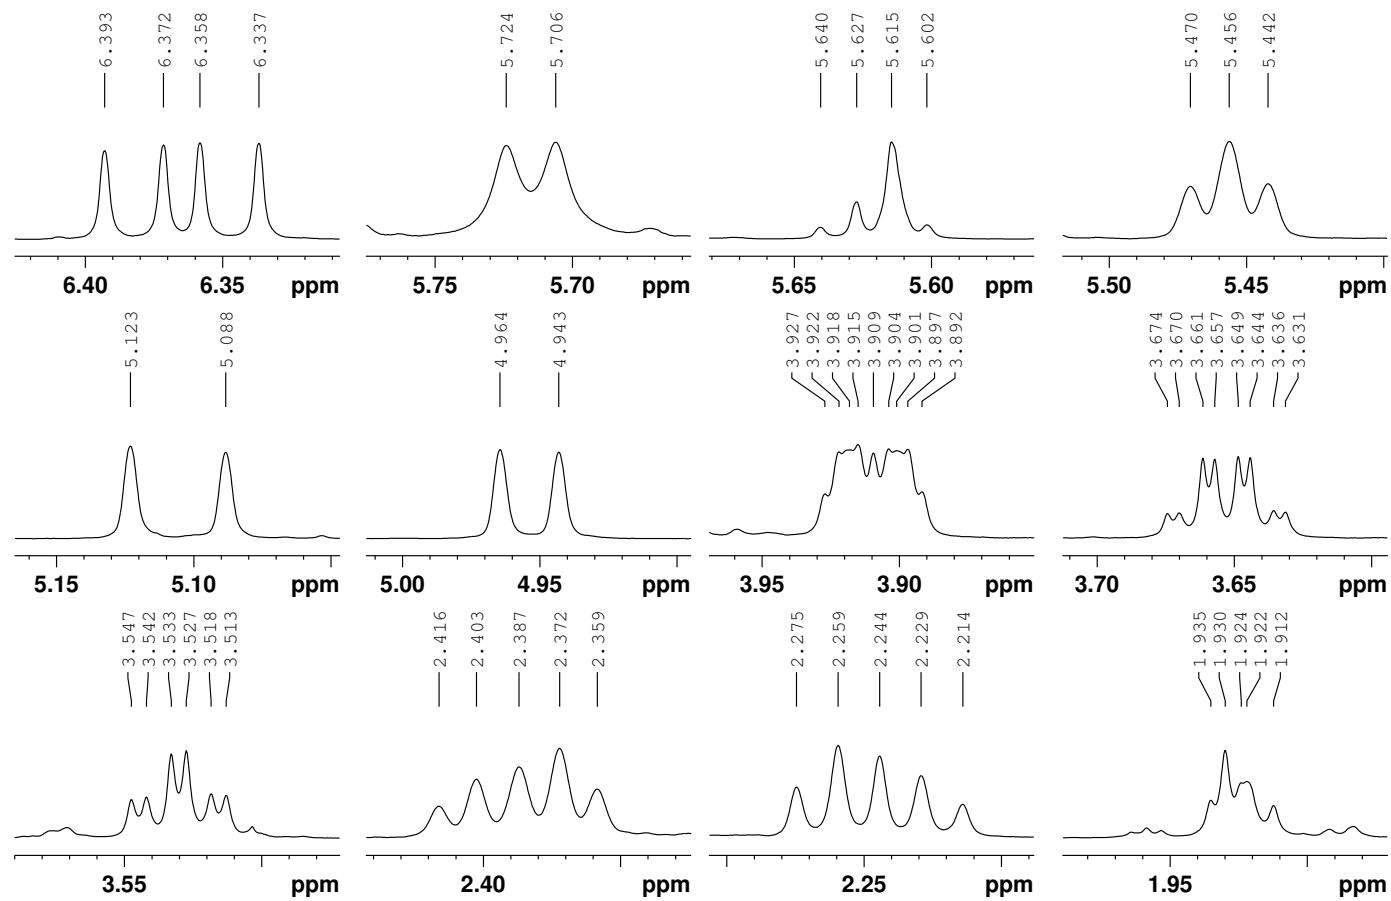 6.393 6.372 6.358 6.337 5.724 5.706 5.640 5.627 5.615 5.602 5.470 5.456 5.442
6.40 6.35 ppm 5.75 5.70 ppm 5.65 5.60 ppm 5.50 5.45 ppm
5.123 5.088 4.964 4.943 3.927 3.922 3.918 3.915 3.909 3.904 3.901 3.897 3.892 3.674 3.670 3.661 3.657 3.649 3.644 3.636 3.631
5.15 5.10 ppm 5.00 4.95 ppm 3.95 3.90 ppm 3.70 3.65 ppm
3.547 3.542 3.533 3.527 3.518 3.513 2.416 2.403 2.387 2.372 2.359 2.275 2.259 2.244 2.229 2.214 1.935 1.930 1.924 1.922 1.912
3.55 ppm 2.40 ppm 2.25 ppm 1.95 ppm